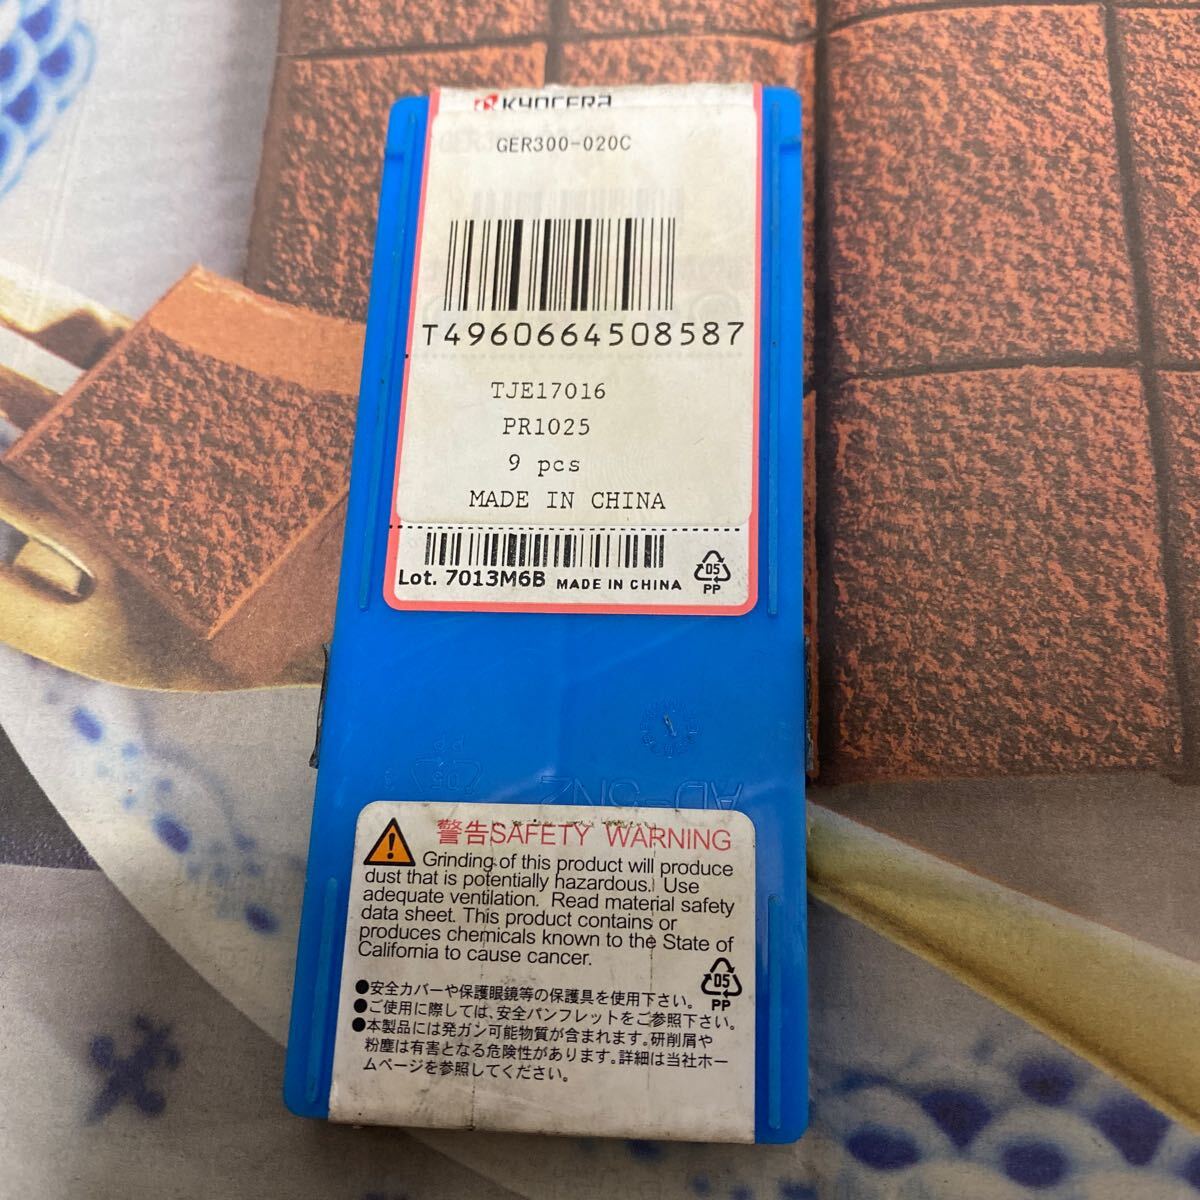 KYOCERA
GER300-020C
T4960664508587
TJE17016
PR1025
9 pcs
MADE IN CHINA
Lot. 7013M6B MADE IN CHINA
05
PP
PP
05
AD-5N2
警告SAFETY WARNING
Grinding of this product will produce
dust that is potentially hazardous. Use
adequate ventilation. Read material safety
data sheet. This product contains or
produces chemicals known to the State of
California to cause cancer.
05
PP
●安全カバーや保護眼鏡等の保護具を使用下さい。
●ご使用に際しては、安全パンフレットをご参照下さい。
●本製品には発ガン可能物質が含まれます。研削屑や
粉塵は有害となる危険性があります。詳細は当社ホー
ムページを参照してください。